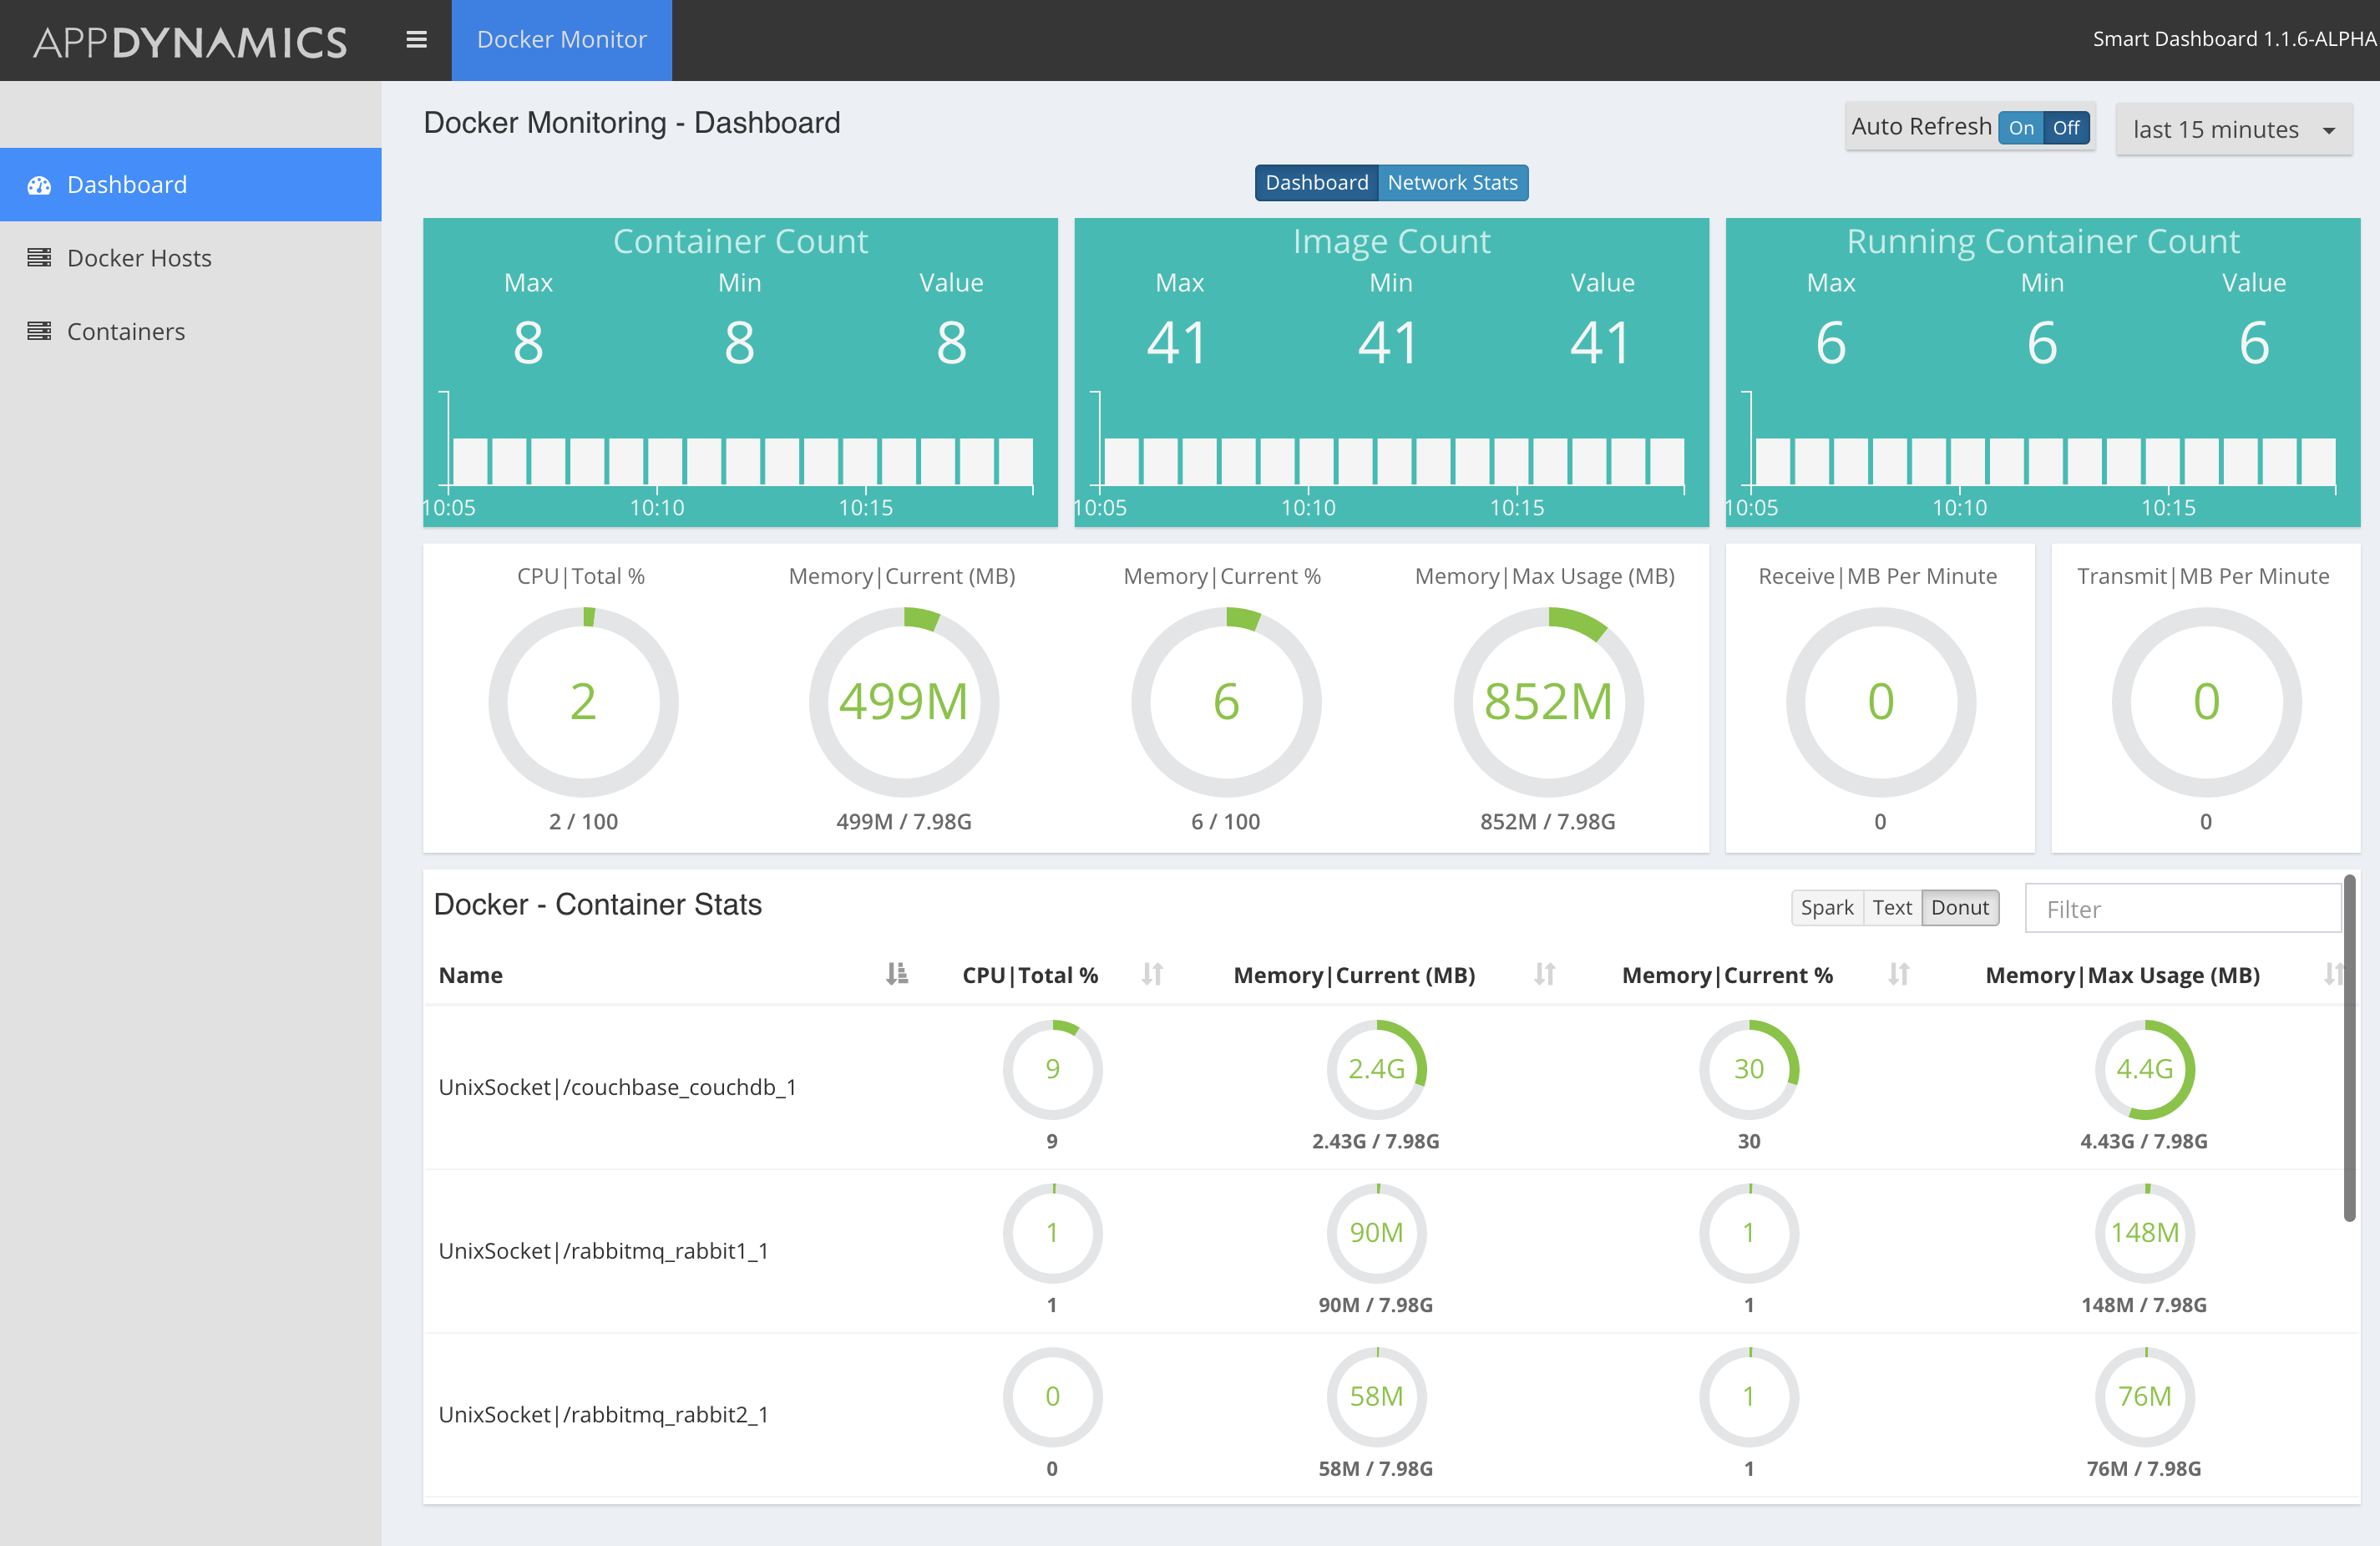 APPDYNAMICS
Docker Monitor
Smart Dashboard 1.1.6-ALPHA
Dashboard
Docker Hosts
Containers
Docker Monitoring - Dashboard
Auto Refresh On Off
last 15 minutes
Dashboard Network Stats
Container Count
Max Min Value
8 8 8
10:05 10:10 10:15
Image Count
Max Min Value
41 41 41
10:05 10:10 10:15
Running Container Count
Max Min Value
6 6 6
10:05 10:10 10:15
CPU|Total % Memory|Current (MB) Memory|Current % Memory|Max Usage (MB) Receive|MB Per Minute Transmit|MB Per Minute
2 499M 6 852M 0 0
2 / 100 499M / 7.98G 6 / 100 852M / 7.98G 0 0
Docker - Container Stats
Spark Text Donut Filter
Name CPU|Total % Memory|Current (MB) Memory|Current % Memory|Max Usage (MB)
9 2.4G 30 4.4G
UnixSocket|/couchbase_couchdb_1
9 2.43G / 7.98G 30 4.43G / 7.98G
1 90M 1 148M
UnixSocket|/rabbitmq_rabbit1_1
1 90M / 7.98G 1 148M / 7.98G
0 58M 1 76M
UnixSocket|/rabbitmq_rabbit2_1
0 58M / 7.98G 1 76M / 7.98G